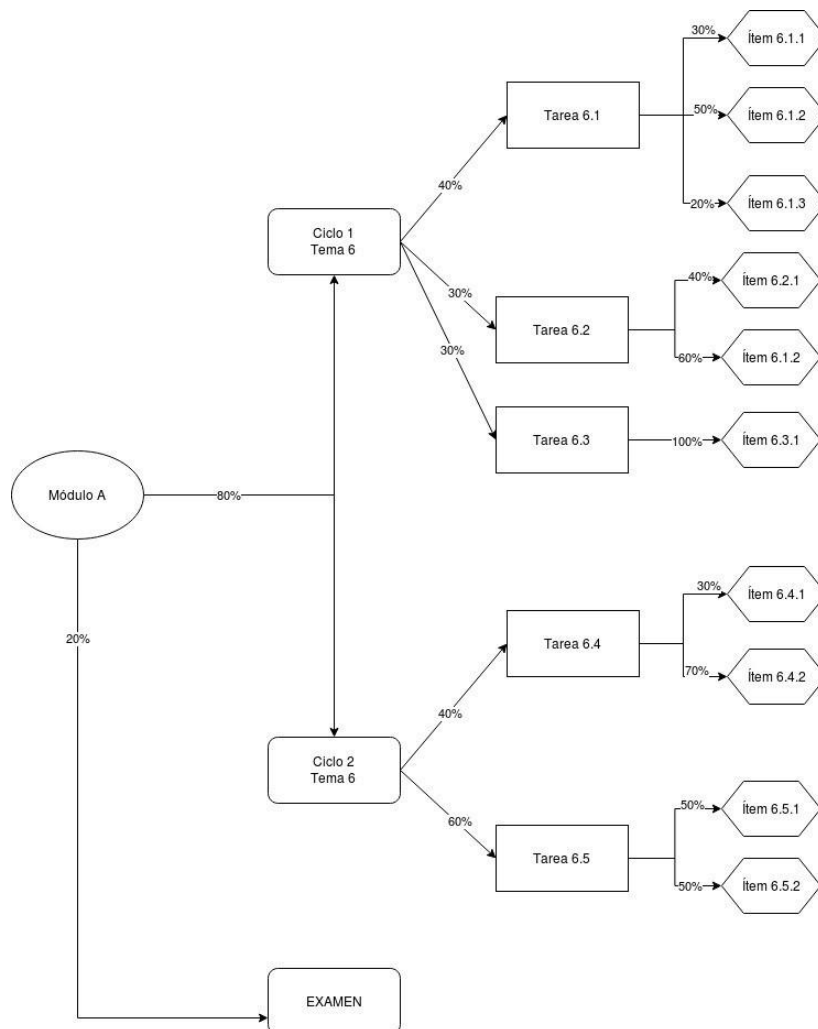 30%
Ítem 6.1.1
Tarea 6.1
50%
Ítem 6.1.2
40%
20%
Ítem 6.1.3
Ciclo 1
Tema 6
30%
40%
Ítem 6.2.1
Tarea 6.2
30%
60%
Ítem 6.1.2
Tarea 6.3
100%
Ítem 6.3.1
Módulo A
80%
30%
Ítem 6.4.1
20%
Tarea 6.4
70%
Ítem 6.4.2
40%
Ciclo 2
Tema 6
60%
50%
Ítem 6.5.1
Tarea 6.5
50%
Ítem 6.5.2
EXAMEN